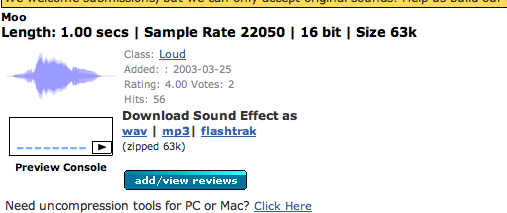 We welcome submissions, but we can only accept original sounds. Help us build our
Moo
Length: 1.00 secs | Sample Rate 22050 | 16 bit | Size 63k
Class: Loud
Added: : 2003-03-25
Rating: 4.00 Votes: 2
Hits: 56
Download Sound Effect as
wav | mp3| flashtrak
(zipped 63k)
Preview Console
add/view reviews
Need uncompression tools for PC or Mac? Click Here